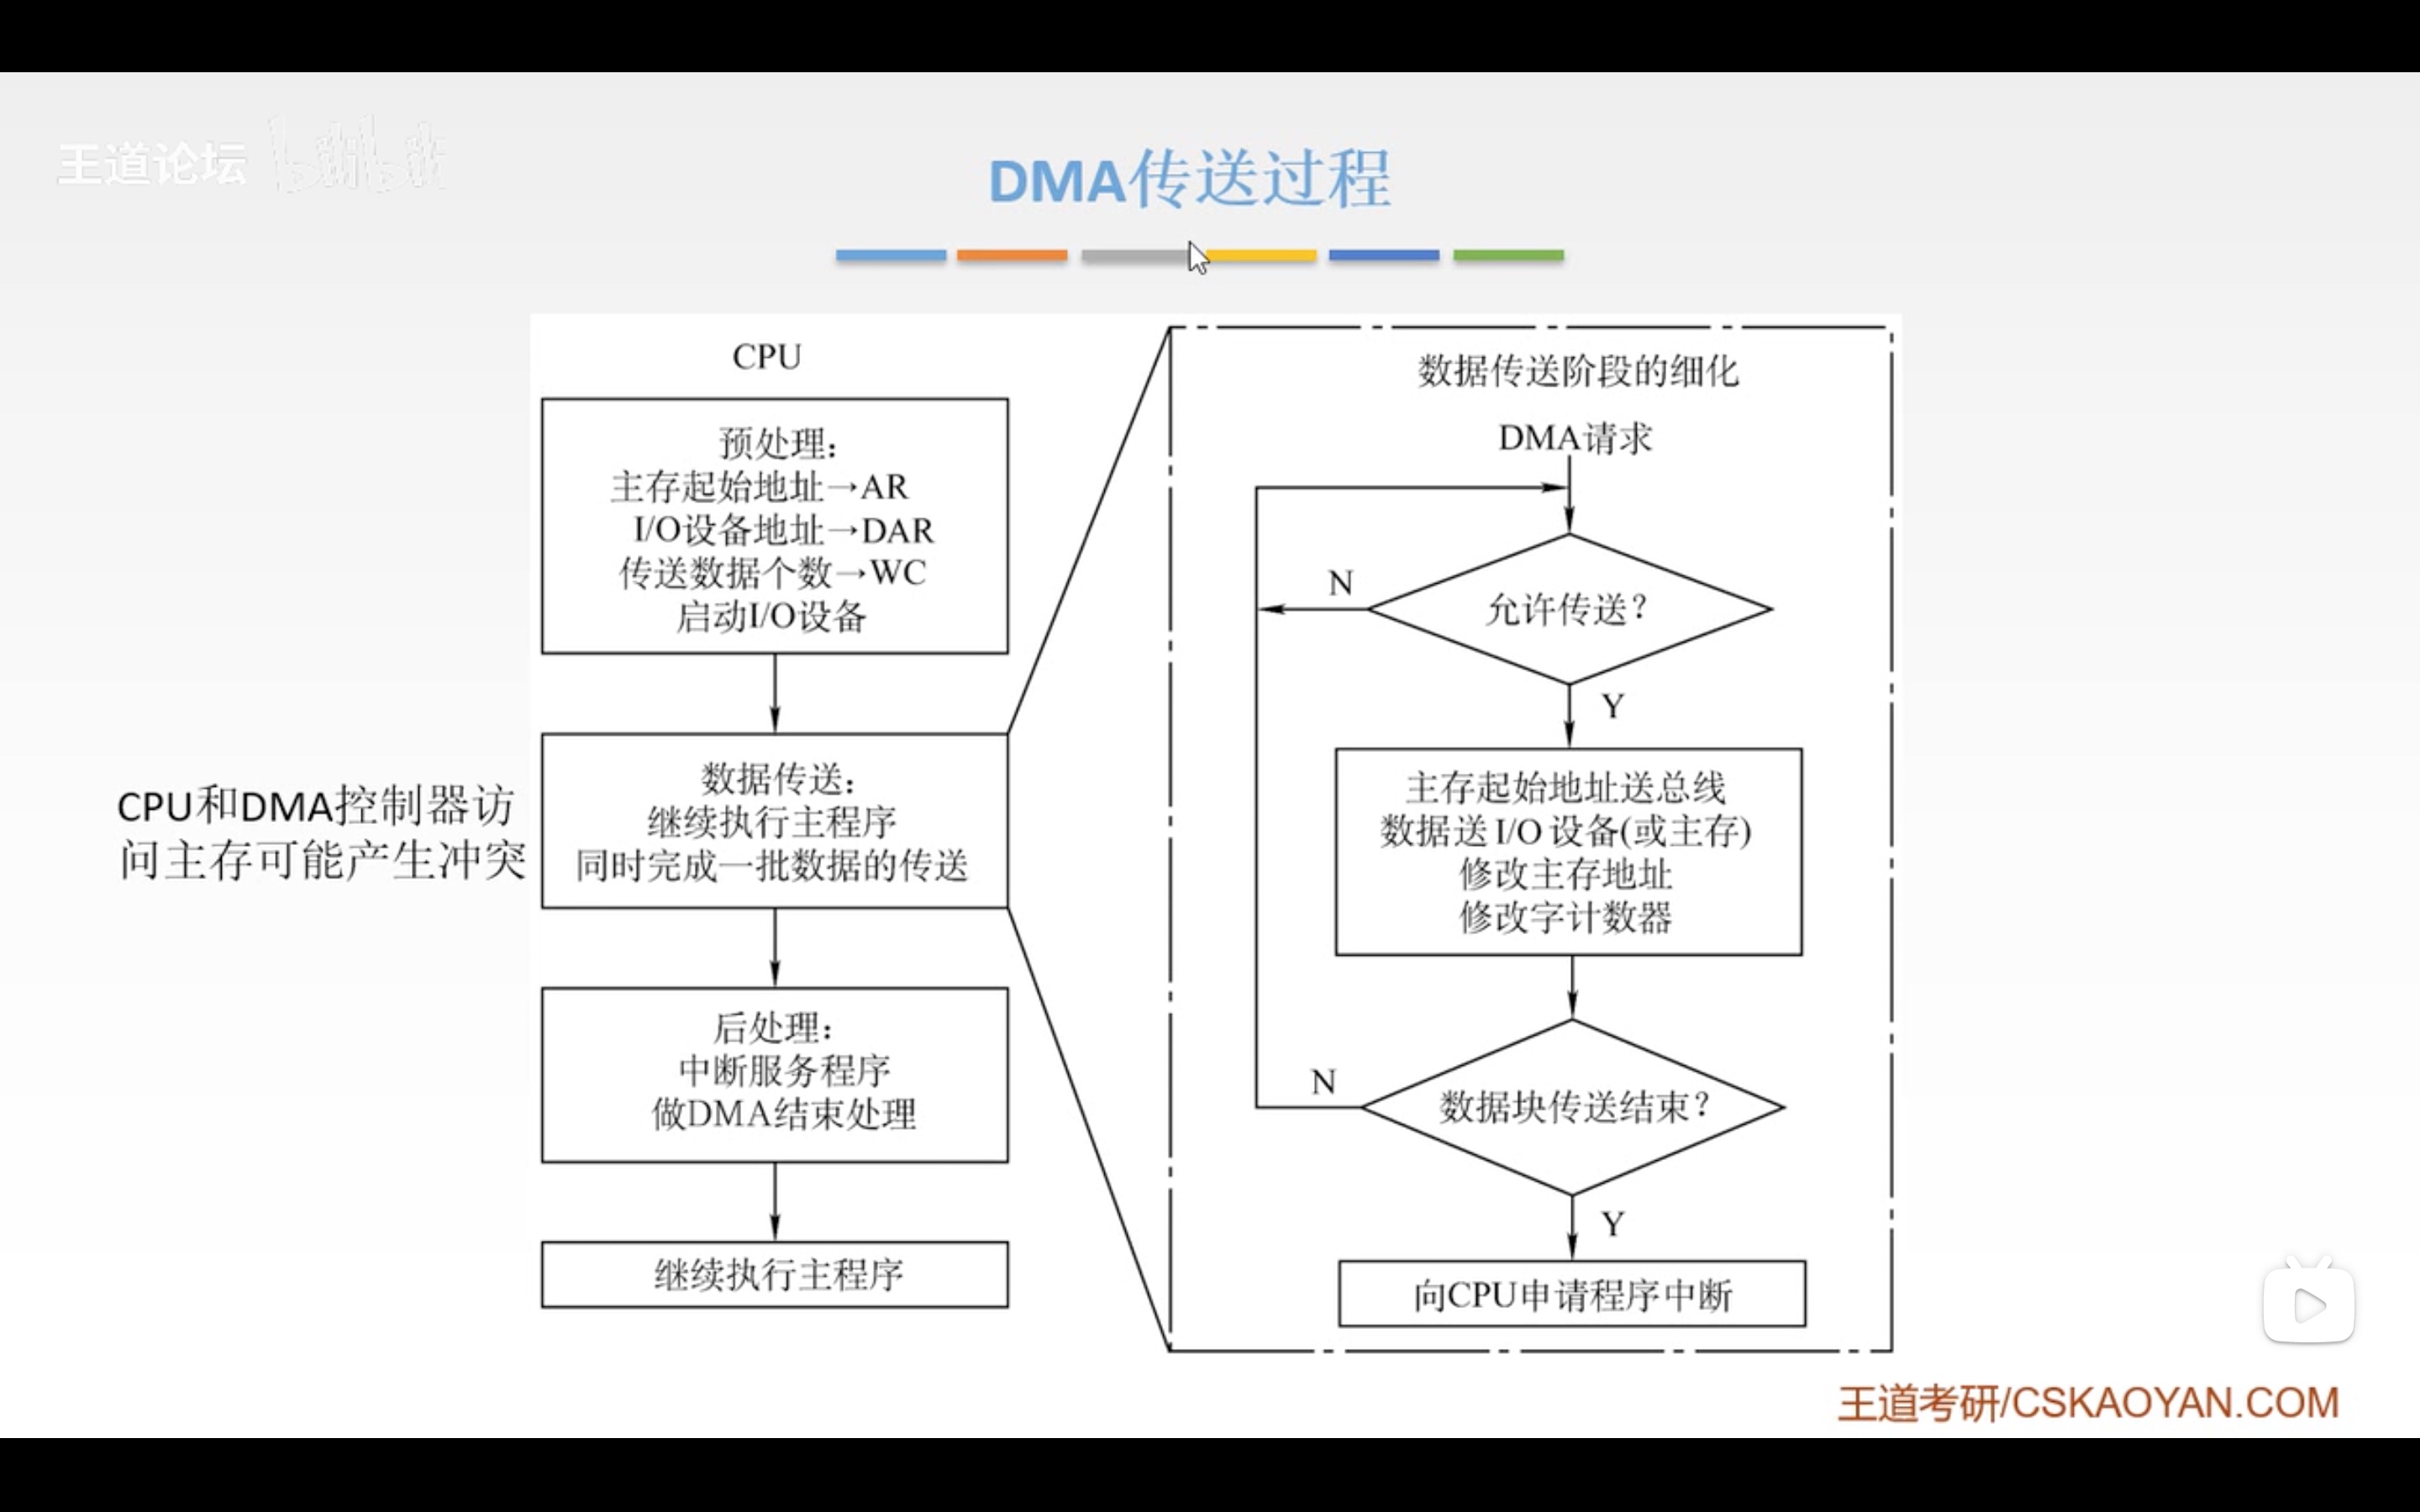 王道论坛 bilibili
DMA传送过程
CPU
预处理：
主存起始地址→AR
I/O设备地址→DAR
传送数据个数→WC
启动I/O设备
CPU和DMA控制器访
问主存可能产生冲突
数据传送：
继续执行主程序
同时完成一批数据的传送
后处理：
中断服务程序
做DMA结束处理
继续执行主程序
数据传送阶段的细化
DMA请求
N
允许传送？
Y
主存起始地址送总线
数据送 I/O 设备(或主存)
修改主存地址
修改字计数器
N
数据块传送结束？
Y
向CPU申请程序中断
王道考研/CSKAOYAN.COM